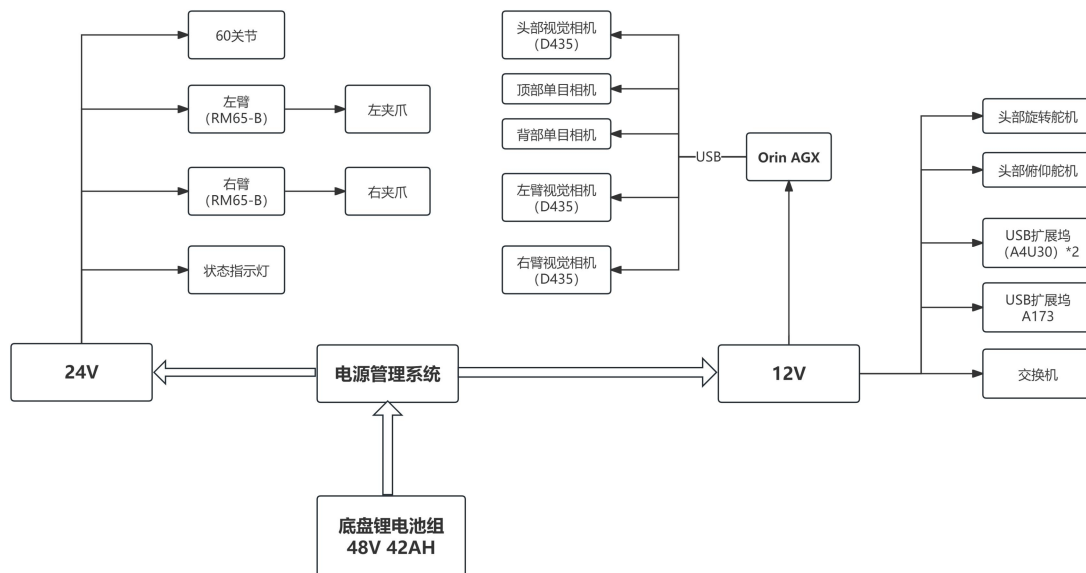 60关节
左臂
(RM65-B)
左夹爪
右臂
(RM65-B)
右夹爪
状态指示灯
24V
头部视觉相机
(D435)
顶部单目相机
背部单目相机
左臂视觉相机
(D435)
右臂视觉相机
(D435)
USB
Orin AGX
头部旋转舵机
头部俯仰舵机
USB扩展坞
(A4U30) *2
USB扩展坞
A173
交换机
12V
电源管理系统
底盘锂电池组
48V 42AH